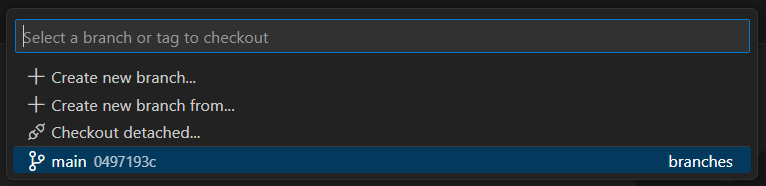 Select a branch or tag to checkout
Create new branch...
Create new branch from...
Checkout detached...
main 0497193c branches